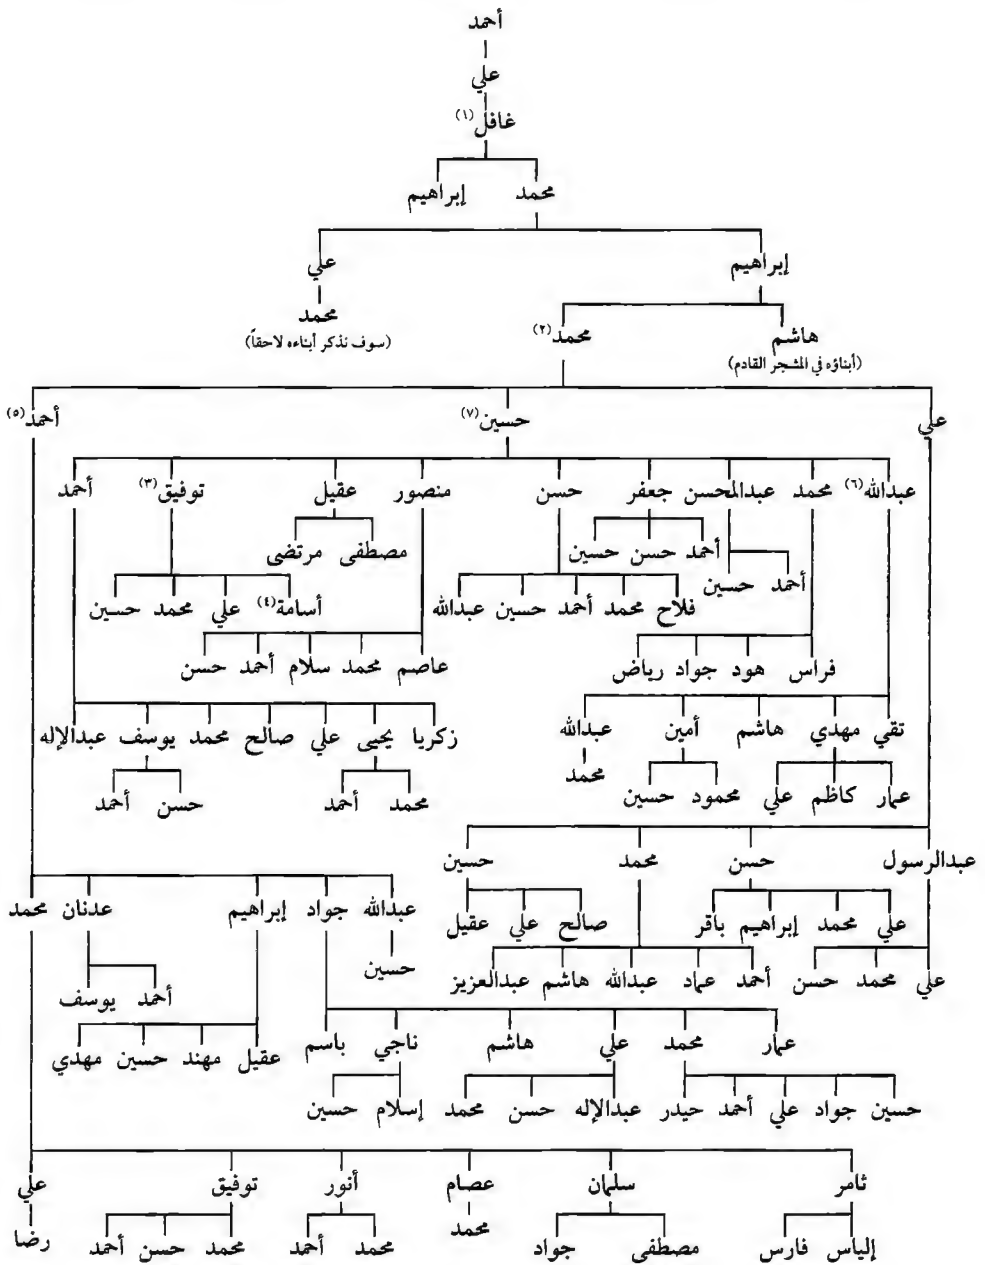 أحمد
علي
غافل (١)
محمد إبراهيم
إبراهيم علي
هاشم محمد (٢) محمد
(أبناؤه في المشجر القادم) (سوف نذكر أبناءه لاحقاً)
علي حسين (٧) أحمد (٥)
عبدالله (٦) محمد عبدالمحسن جعفر حسن منصور عقيل توفيق (٣) أحمد
أحمد حسن حسين مصطفى مرتضى
أحمد حسين
فلاح محمد أحمد حسين عبدالله أسامة (٤) علي محمد حسين
فراس هود جواد رياض عاصم محمد سلام أحمد حسن
تقي مهدي هاشم أمين عبدالله زكريا يحيى علي صالح محمد يوسف عبدالإله
محمد
عمار كاظم علي محمود حسين محمد أحمد حسن أحمد
عبدالرسول حسن محمد حسين
علي محمد إبراهيم باقر صالح علي عقيل عبدالله جواد إبراهيم عدنان محمد
علي محمد حسن أحمد عماد عبدالله هاشم عبدالعزيز حسين
أحمد يوسف
عمار محمد علي هاشم ناجي باسم عقيل مهند حسين مهدي
حسين جواد علي أحمد حيدر عبدالإله حسن محمد إسلام حسين
ثامر سلمان عصام أنور توفيق علي
محمد
إلياس فارس مصطفى جواد محمد أحمد محمد حسن أحمد رضا